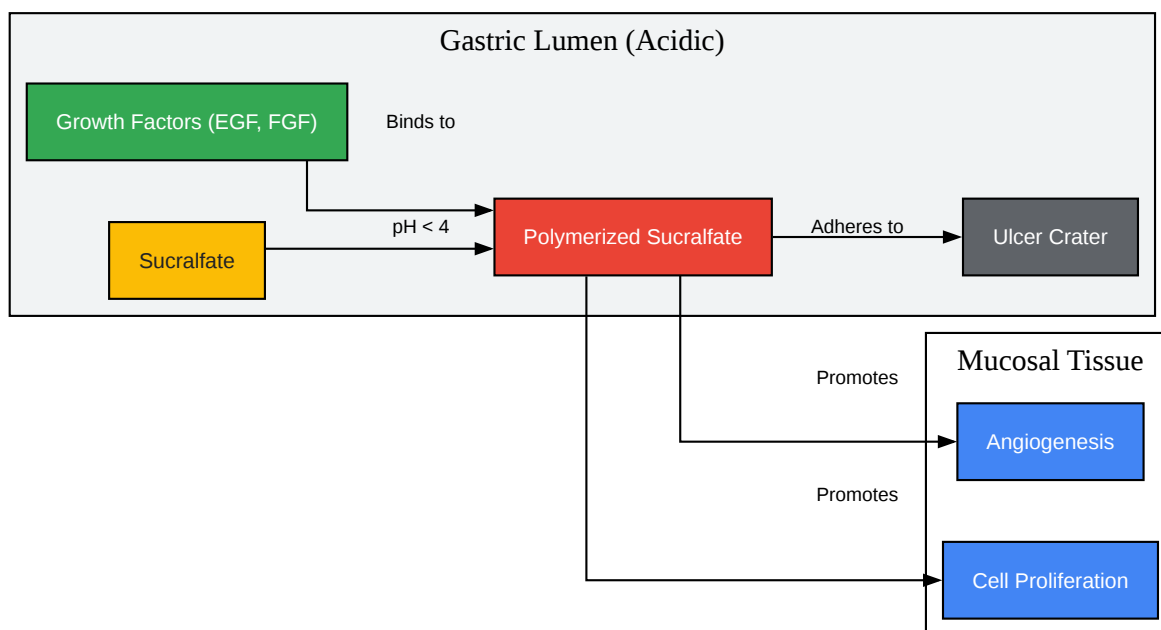 Gastric Lumen (Acidic)
Growth Factors (EGF, FGF)
Binds to
pH < 4
Sucralfate
Polymerized Sucralfate
Adheres to
Ulcer Crater
Mucosal Tissue
Promotes
Angiogenesis
Promotes
Cell Proliferation